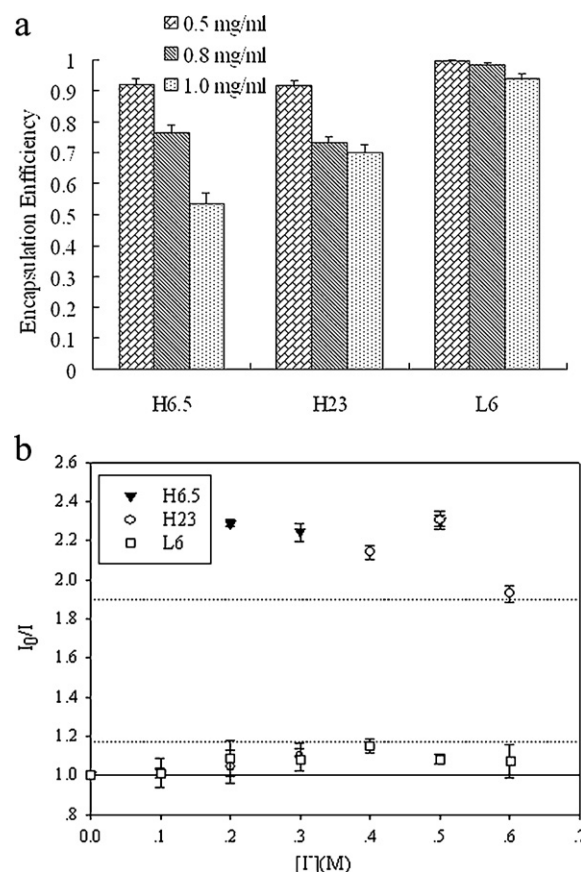 a
0.5 mg/ml
0.8 mg/ml
1.0 mg/ml
Encapsulation Enfficiency
1
0.9
0.8
0.7
0.6
0.5
0.4
0.3
0.2
0.1
0
H6.5 H23 L6
b
H6.5
H23
L6
I0/I
2.6
2.4
2.2
2.0
1.8
1.6
1.4
1.2
1.0
.8
0.0 .1 .2 .3 .4 .5 .6 .7
[I⁻](M)